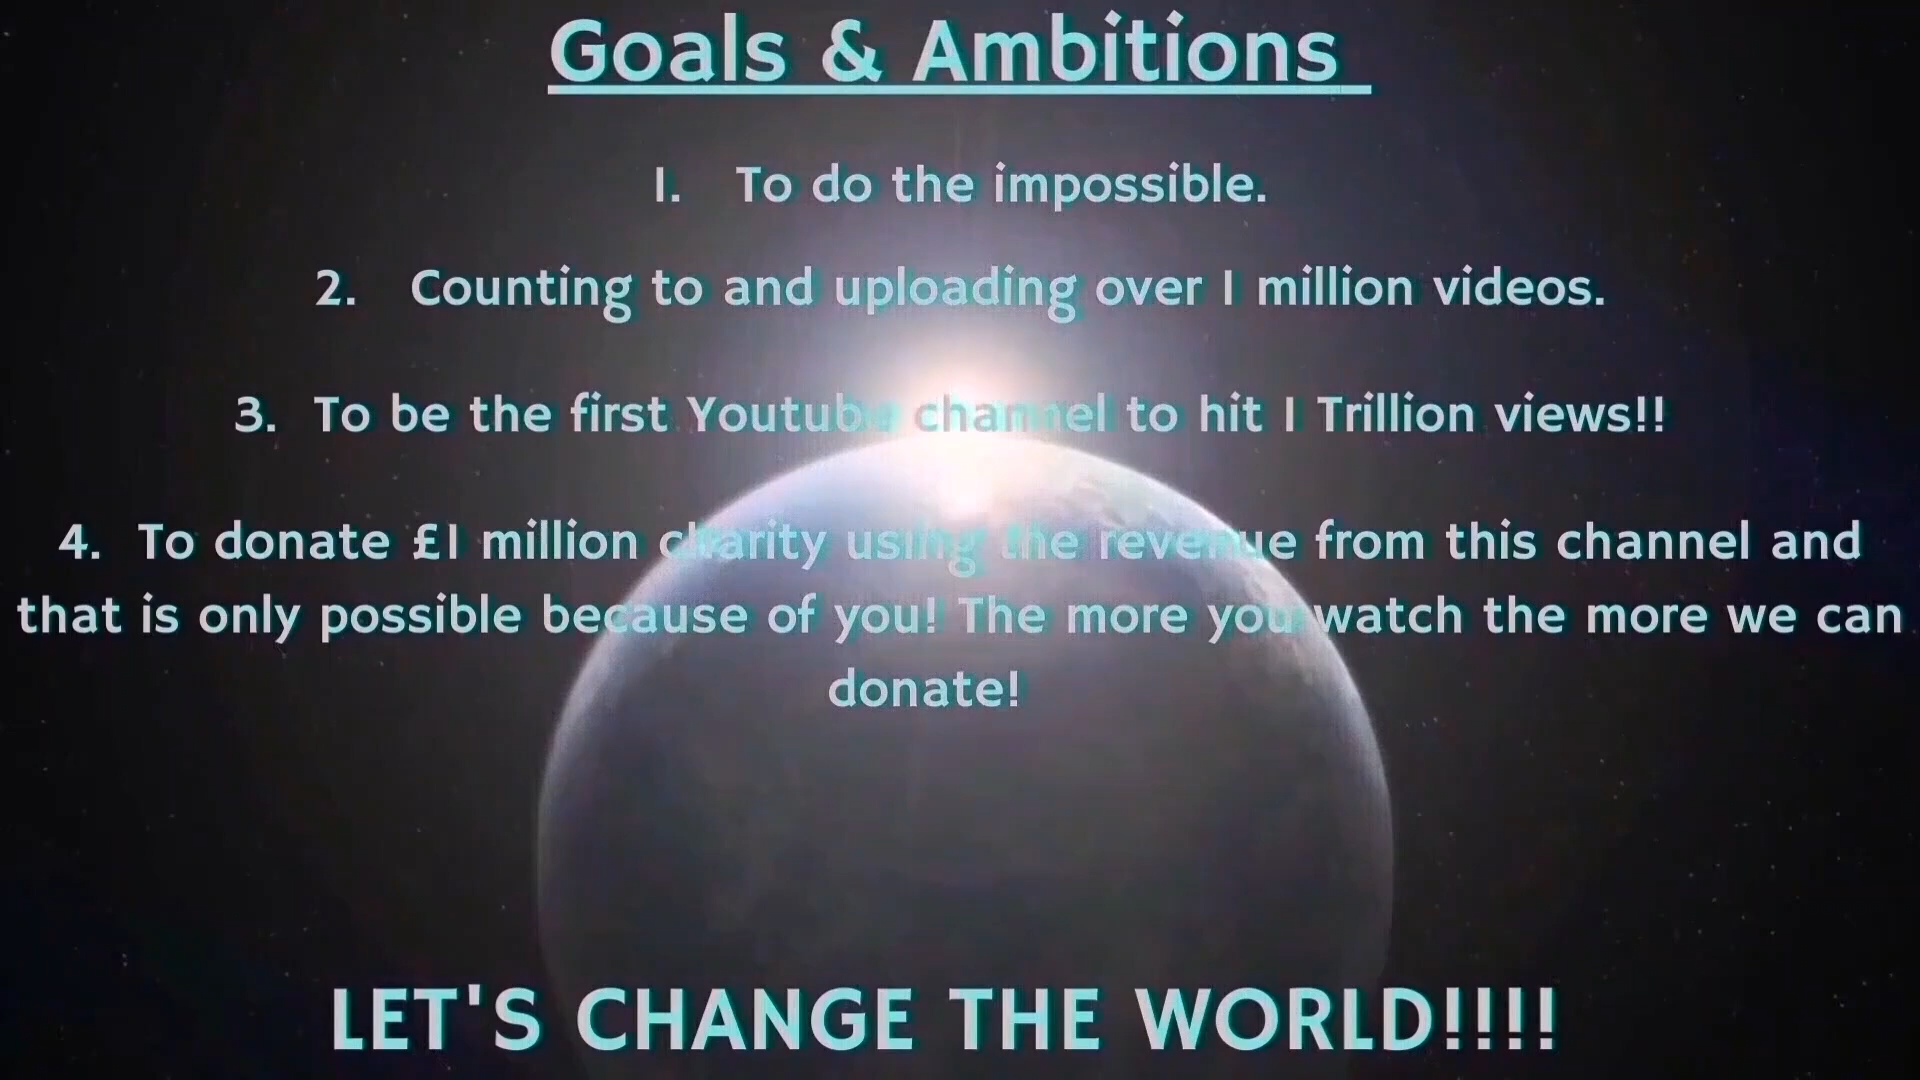 Goals & Ambitions
1. To do the impossible.
2. Counting to and uploading over 1 million videos.
3. To be the first Youtube channel to hit 1 Trillion views!!
4. To donate £1 million charity using the revenue from this channel and
that is only possible because of you! The more you watch the more we can
donate!
LET'S CHANGE THE WORLD!!!!